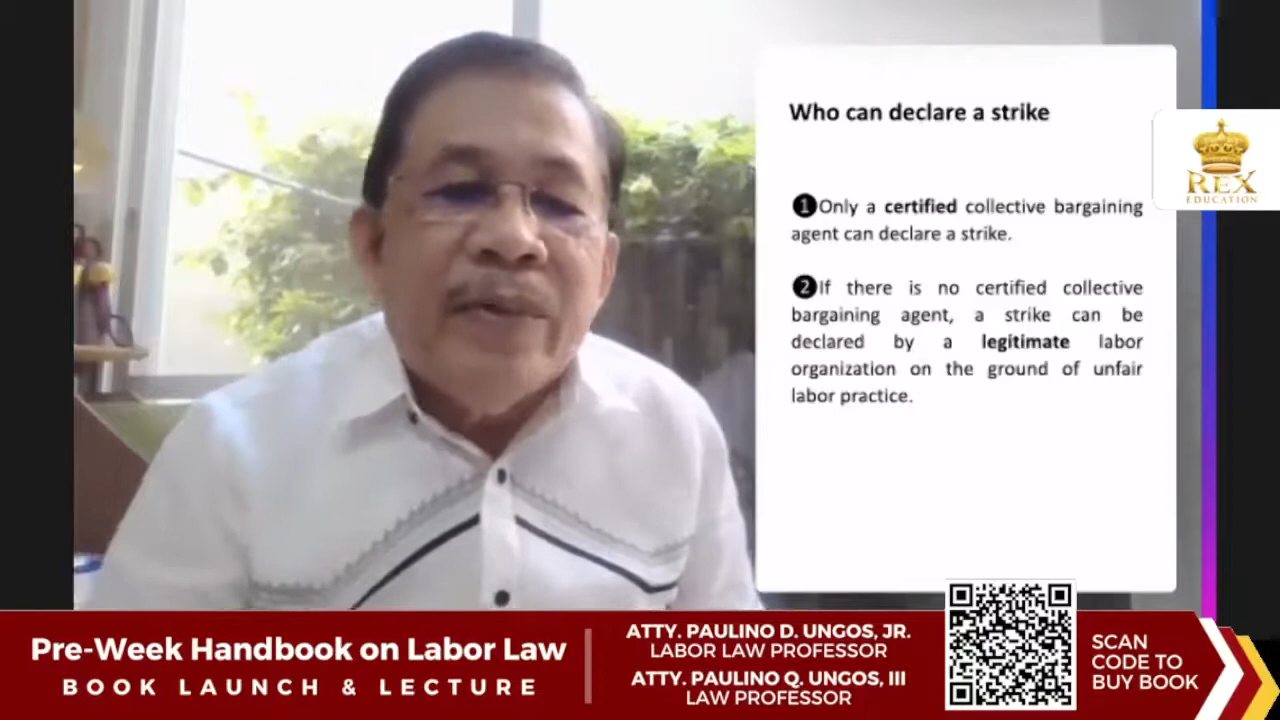 Who can declare a strike
❶Only a certified collective bargaining
agent can declare a strike.
❷If there is no certified collective
bargaining agent, a strike can be
declared by a legitimate labor
organization on the ground of unfair
labor practice.
REX
EDUCATION
Pre-Week Handbook on Labor Law
BOOK LAUNCH & LECTURE
ATTY. PAULINO D. UNGOS, JR.
LABOR LAW PROFESSOR
ATTY. PAULINO Q. UNGOS, III
LAW PROFESSOR
SCAN
CODE TO
BUY BOOK